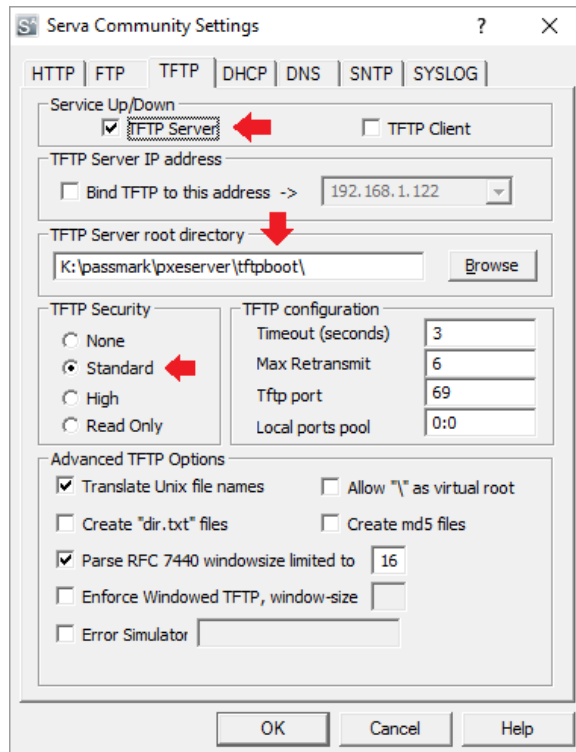 Serva Community Settings ? X
HTTP FTP TFTP DHCP DNS SNTP SYSLOG
Service Up/Down
TFTP Server TFTP Client
TFTP Server IP address
Bind TFTP to this address -> 192.168.1.122
TFTP Server root directory
K:\passmark\pxeserver\tftpboot\ Browse
TFTP Security TFTP configuration
None Timeout (seconds) 3
Standard Max Retransmit 6
High Tftp port 69
Read Only Local ports pool 0:0
Advanced TFTP Options
Translate Unix file names Allow "\" as virtual root
Create "dir.txt" files Create md5 files
Parse RFC 7440 windowsize limited to 16
Enforce Windowed TFTP, window-size
Error Simulator
OK Cancel Help